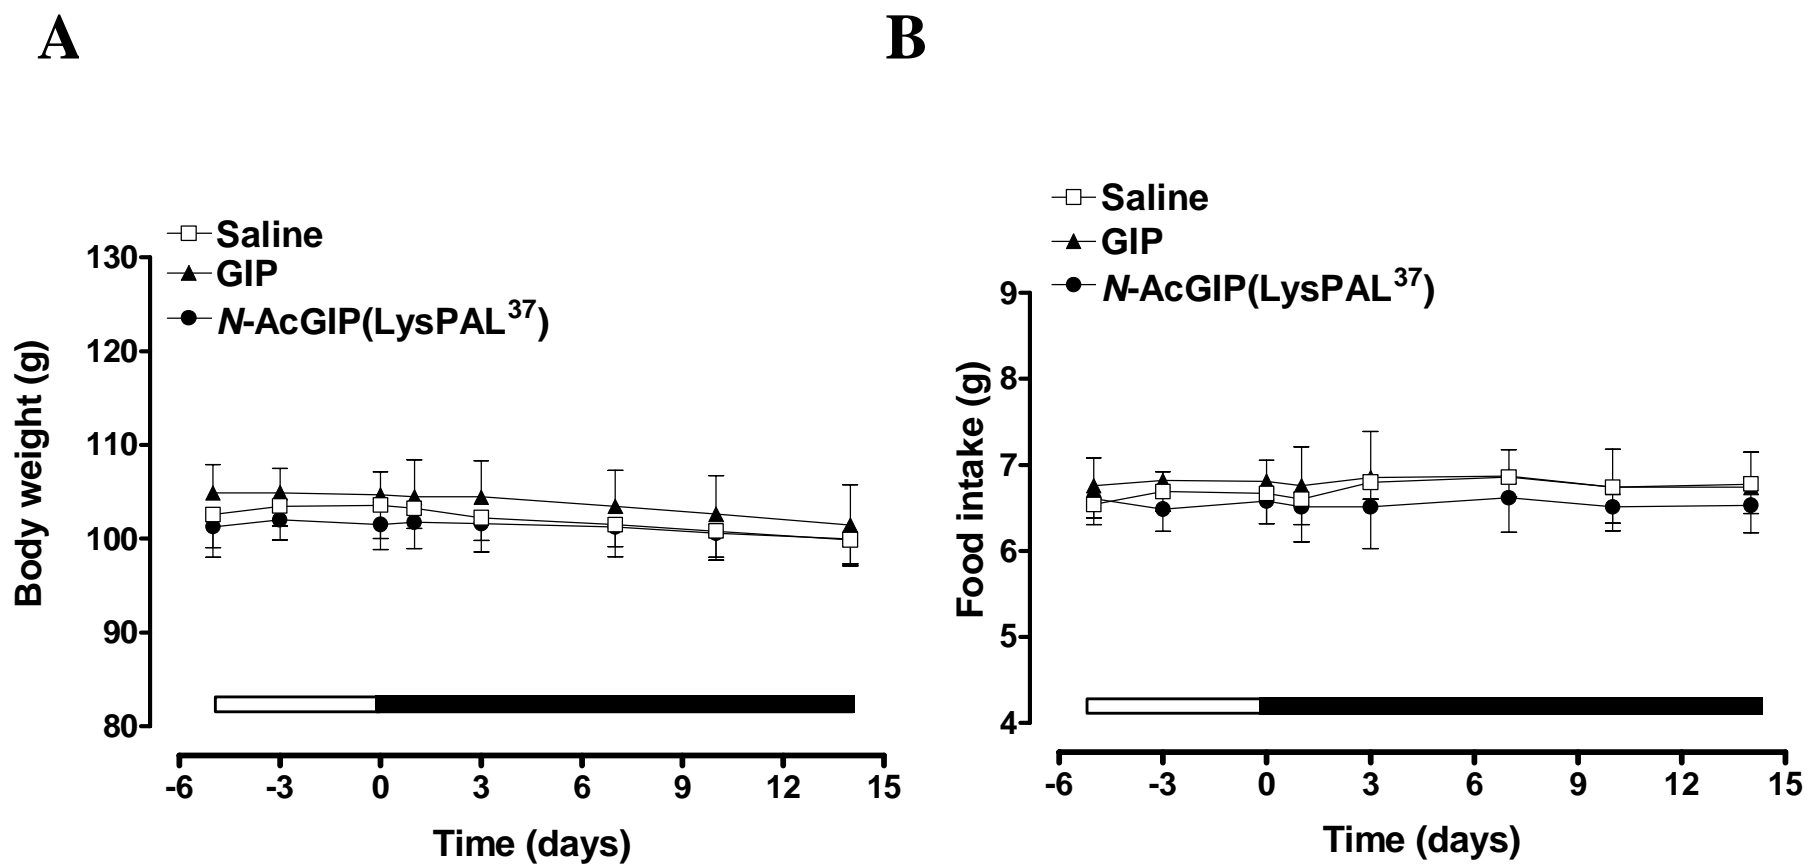 A
Saline
GIP
N-AcGIP(LysPAL37)
130
120
110
100
90
80
Body weight (g)
-6 -3 0 3 6 9 12 15
Time (days)
B
Saline
GIP
N-AcGIP(LysPAL37)
9
8
7
6
5
4
Food intake (g)
-6 -3 0 3 6 9 12 15
Time (days)